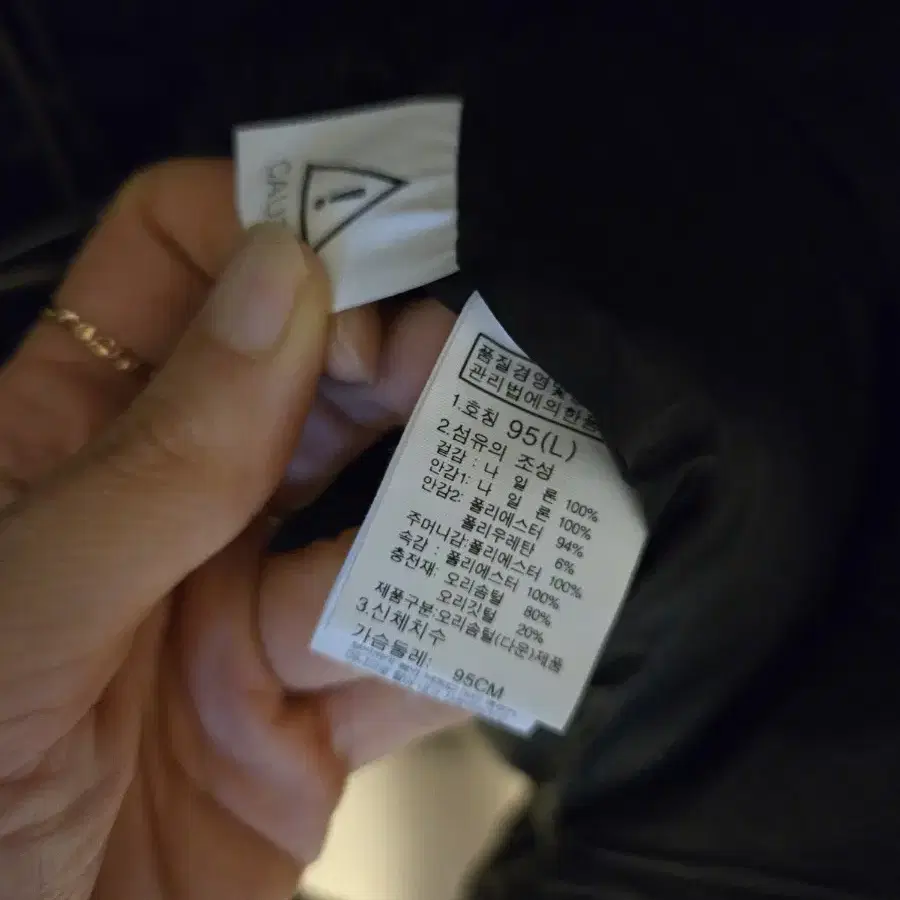 CAU
!
품질경영및
관리법에의한품
1.호칭 95(L)
2.섬유의 조성
겉감 : 나 일 론 100%
안감1: 나 일 론 100%
안감2: 폴리에스터 94%
폴리우레탄 6%
주머니감:폴리에스터 100%
속감 : 폴리에스터 100%
충전재: 오리솜털 80%
오리깃털 20%
제품구분:오리솜털(다운)제품
3.신체치수
가슴둘레: 95CM